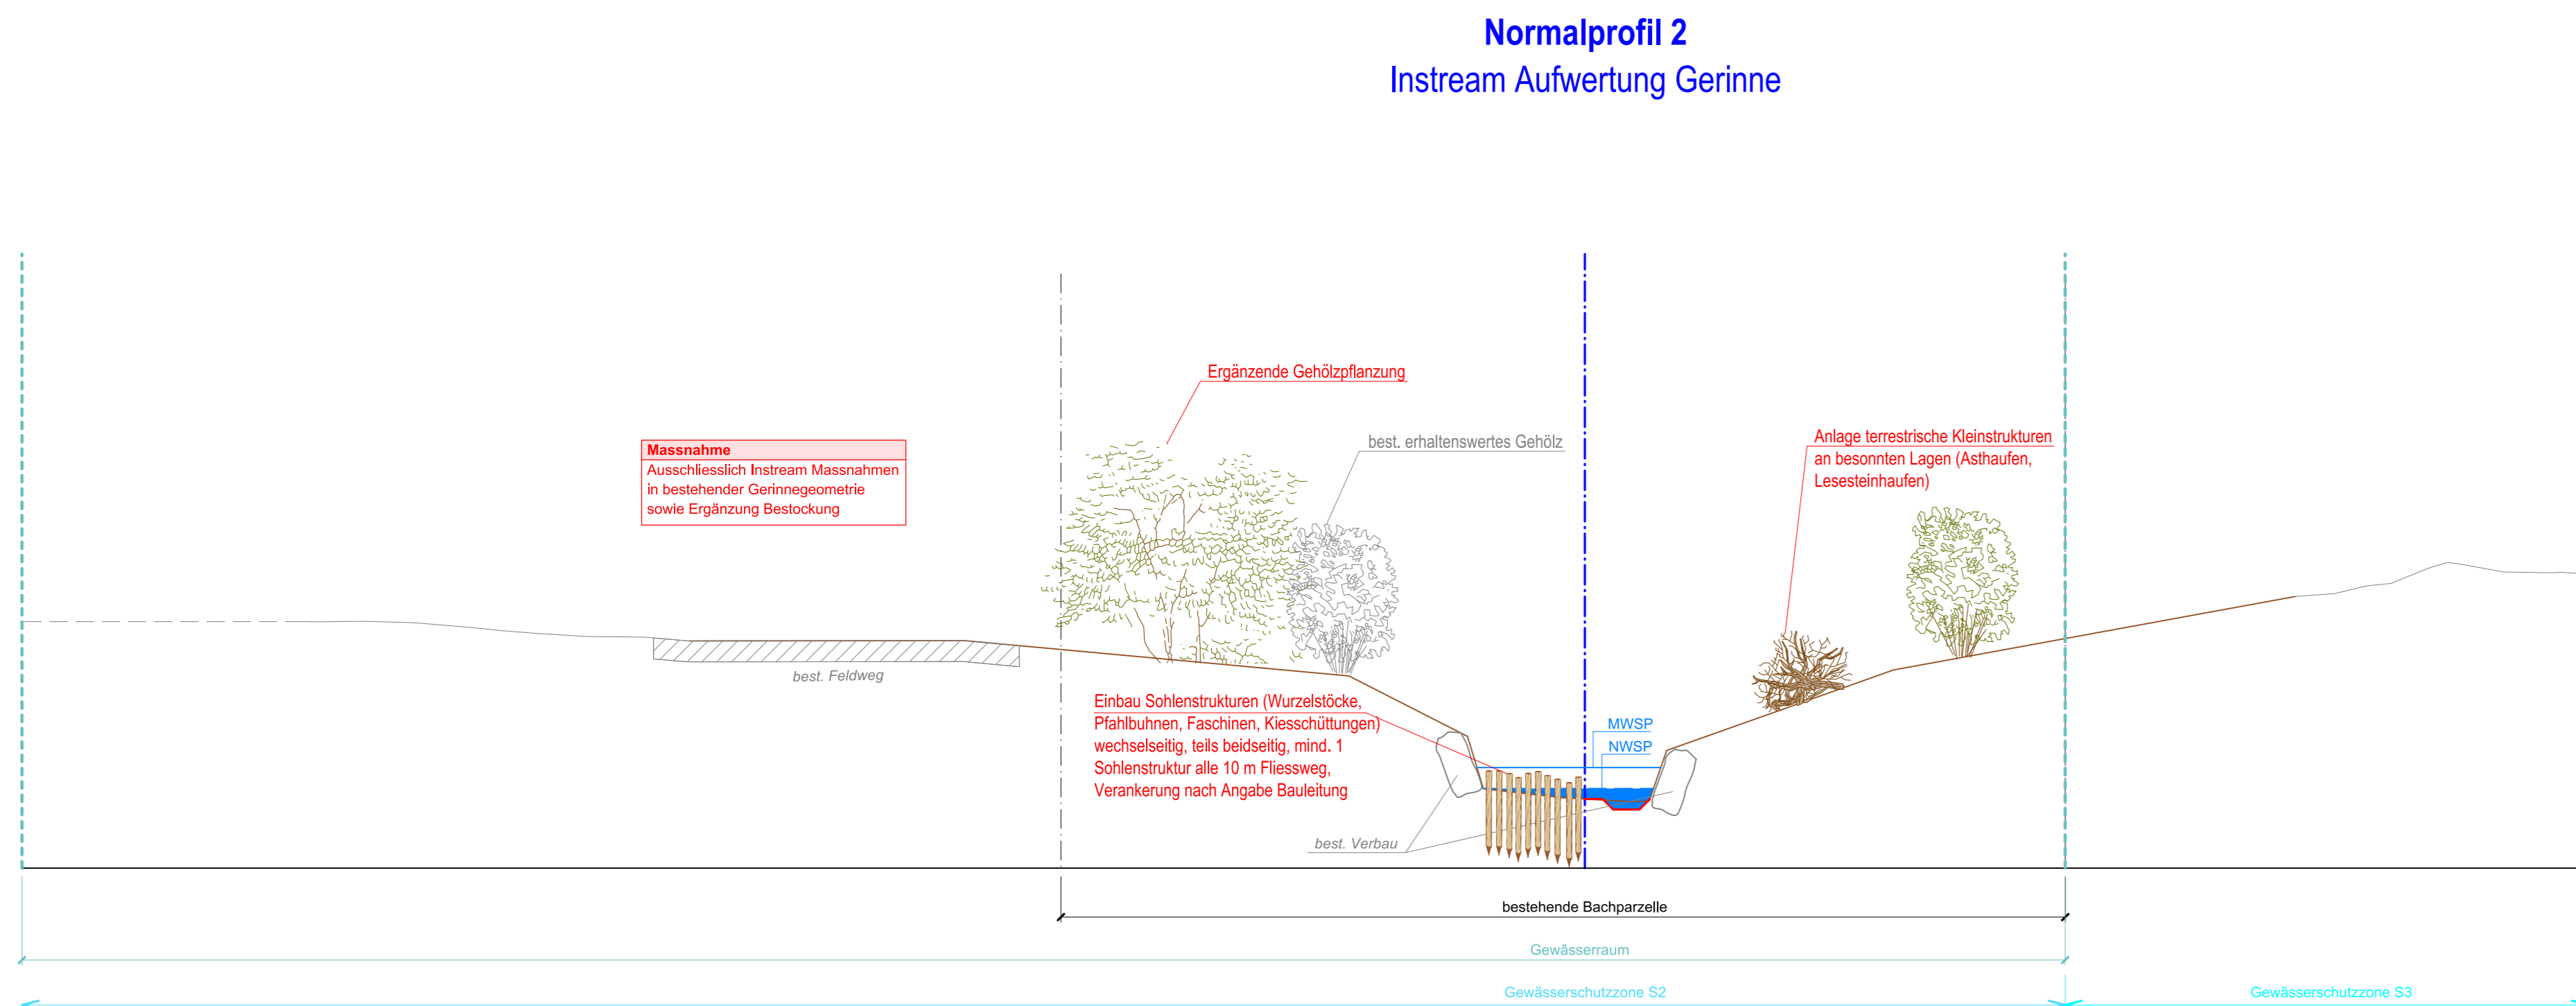 Normalprofil 2
Instream Aufwertung Gerinne
Ergänzende Gehölzpflanzung
best. erhaltenswertes Gehölz
Massnahme
Ausschliesslich Instream Massnahmen
in bestehender Gerinnegeometrie
sowie Ergänzung Bestockung
Anlage terrestrische Kleinstrukturen
an besonnten Lagen (Asthaufen,
Lesesteinhaufen)
best. Feldweg
Einbau Sohlenstrukturen (Wurzelstöcke,
Pfahlbuhnen, Faschinen, Kiesschüttungen)
wechselseitig, teils beidseitig, mind. 1
Sohlenstruktur alle 10 m Fliessweg,
Verankerung nach Angabe Bauleitung
MWSP
NWSP
best. Verbau
bestehende Bachparzelle
Gewässerraum
Gewässerschutzzone S2
Gewässerschutzzone S3